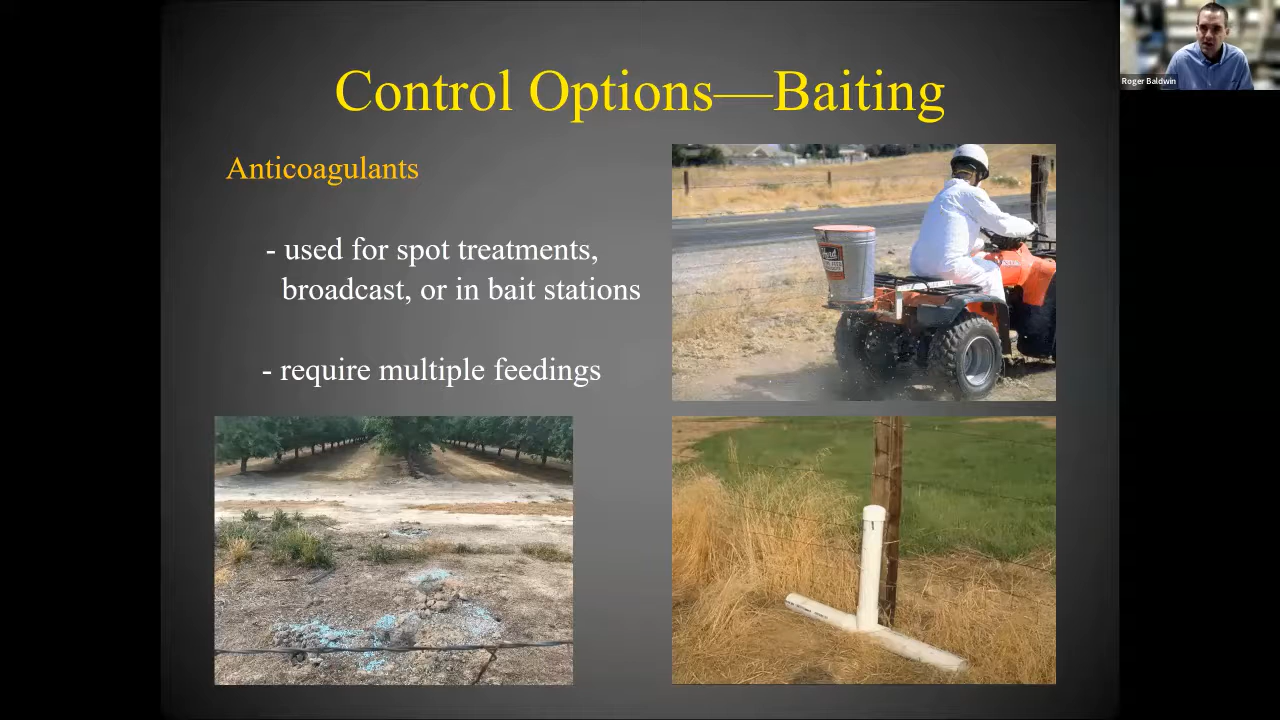 Control Options—Baiting
Roger Baldwin
Anticoagulants
- used for spot treatments,
broadcast, or in bait stations
- require multiple feedings